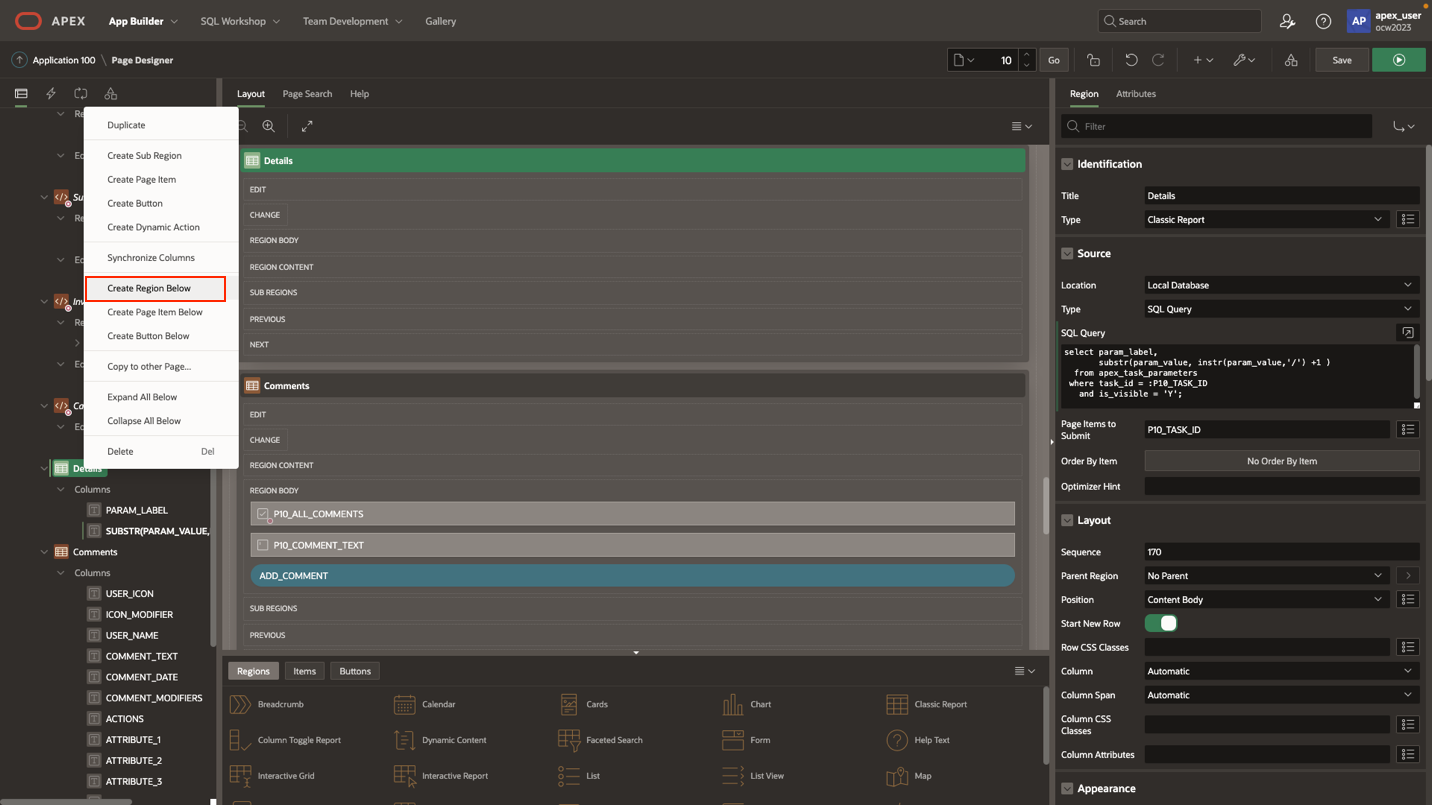 APEX
App Builder
SQL Workshop
Team Development
Gallery
Search
AP
apex_user
ocw2023
Application 100 \ Page Designer
10
Go
Save
Layout
Page Search
Help
Region
Attributes
Filter
Duplicate
Create Sub Region
Create Page Item
Create Button
Create Dynamic Action
Synchronize Columns
Create Region Below
Create Page Item Below
Create Button Below
Copy to other Page...
Expand All Below
Collapse All Below
Delete Del
Details
Columns
PARAM_LABEL
SUBSTR(PARAM_VALUE,
Comments
Columns
USER_ICON
ICON_MODIFIER
USER_NAME
COMMENT_TEXT
COMMENT_DATE
COMMENT_MODIFIERS
ACTIONS
ATTRIBUTE_1
ATTRIBUTE_2
ATTRIBUTE_3
Details
EDIT
CHANGE
REGION BODY
REGION CONTENT
SUB REGIONS
PREVIOUS
NEXT
Comments
EDIT
CHANGE
REGION CONTENT
REGION BODY
P10_ALL_COMMENTS
P10_COMMENT_TEXT
ADD_COMMENT
SUB REGIONS
PREVIOUS
Regions
Items
Buttons
Breadcrumb
Calendar
Cards
Chart
Classic Report
Column Toggle Report
Dynamic Content
Faceted Search
Form
Help Text
Interactive Grid
Interactive Report
List
List View
Map
Identification
Title Details
Type Classic Report
Source
Location Local Database
Type SQL Query
SQL Query
select param_label,
substr(param_value, instr(param_value,'/') +1 )
from apex_task_parameters
where task_id = :P10_TASK_ID
and is_visible = 'Y';
Page Items to
Submit
P10_TASK_ID
Order By Item No Order By Item
Optimizer Hint
Layout
Sequence 170
Parent Region No Parent
Position Content Body
Start New Row
Row CSS Classes
Column Automatic
Column Span Automatic
Column CSS
Classes
Column Attributes
Appearance